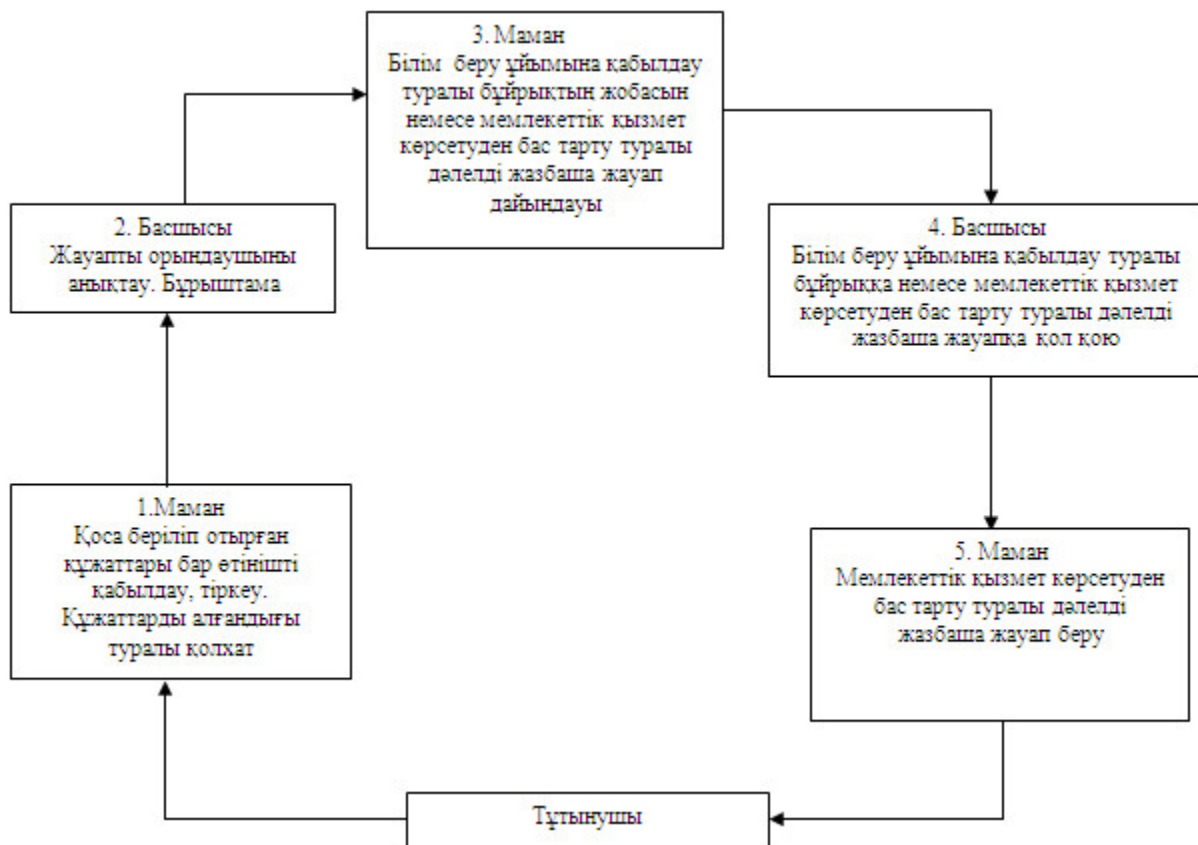 3. Маман
Білім беру ұйымына қабылдау
туралы бұйрықтың жобасын
немесе мемлекеттік қызмет
көрсетуден бас тарту туралы
дәлелді жазбаша жауап
дайындауы
2. Басшысы
Жауапты орындаушыны
анықтау. Бұрыштама
4. Басшысы
Білім беру ұйымына қабылдау туралы
бұйрыққа немесе мемлекеттік қызмет
көрсетуден бас тарту туралы дәлелді
жазбаша жауапқа қол қою
1.Маман
Қоса беріліп отырған
құжаттары бар өтінішті
қабылдау, тіркеу.
Құжаттарды алғандығы
туралы қолхат
5. Маман
Мемлекеттік қызмет көрсетуден
бас тарту туралы дәлелді
жазбаша жауап беру
Тұтынушы